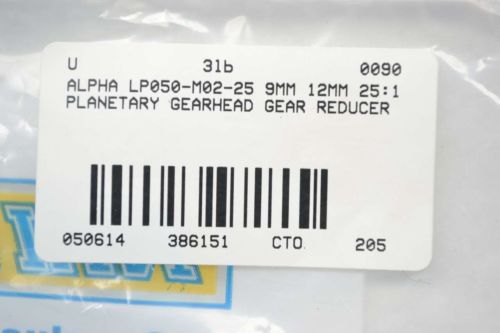 U 31b 0090
ALPHA LP050-M02-25 9MM 12MM 25:1
PLANETARY GEARHEAD GEAR REDUCER
050614 386151 CTO 205